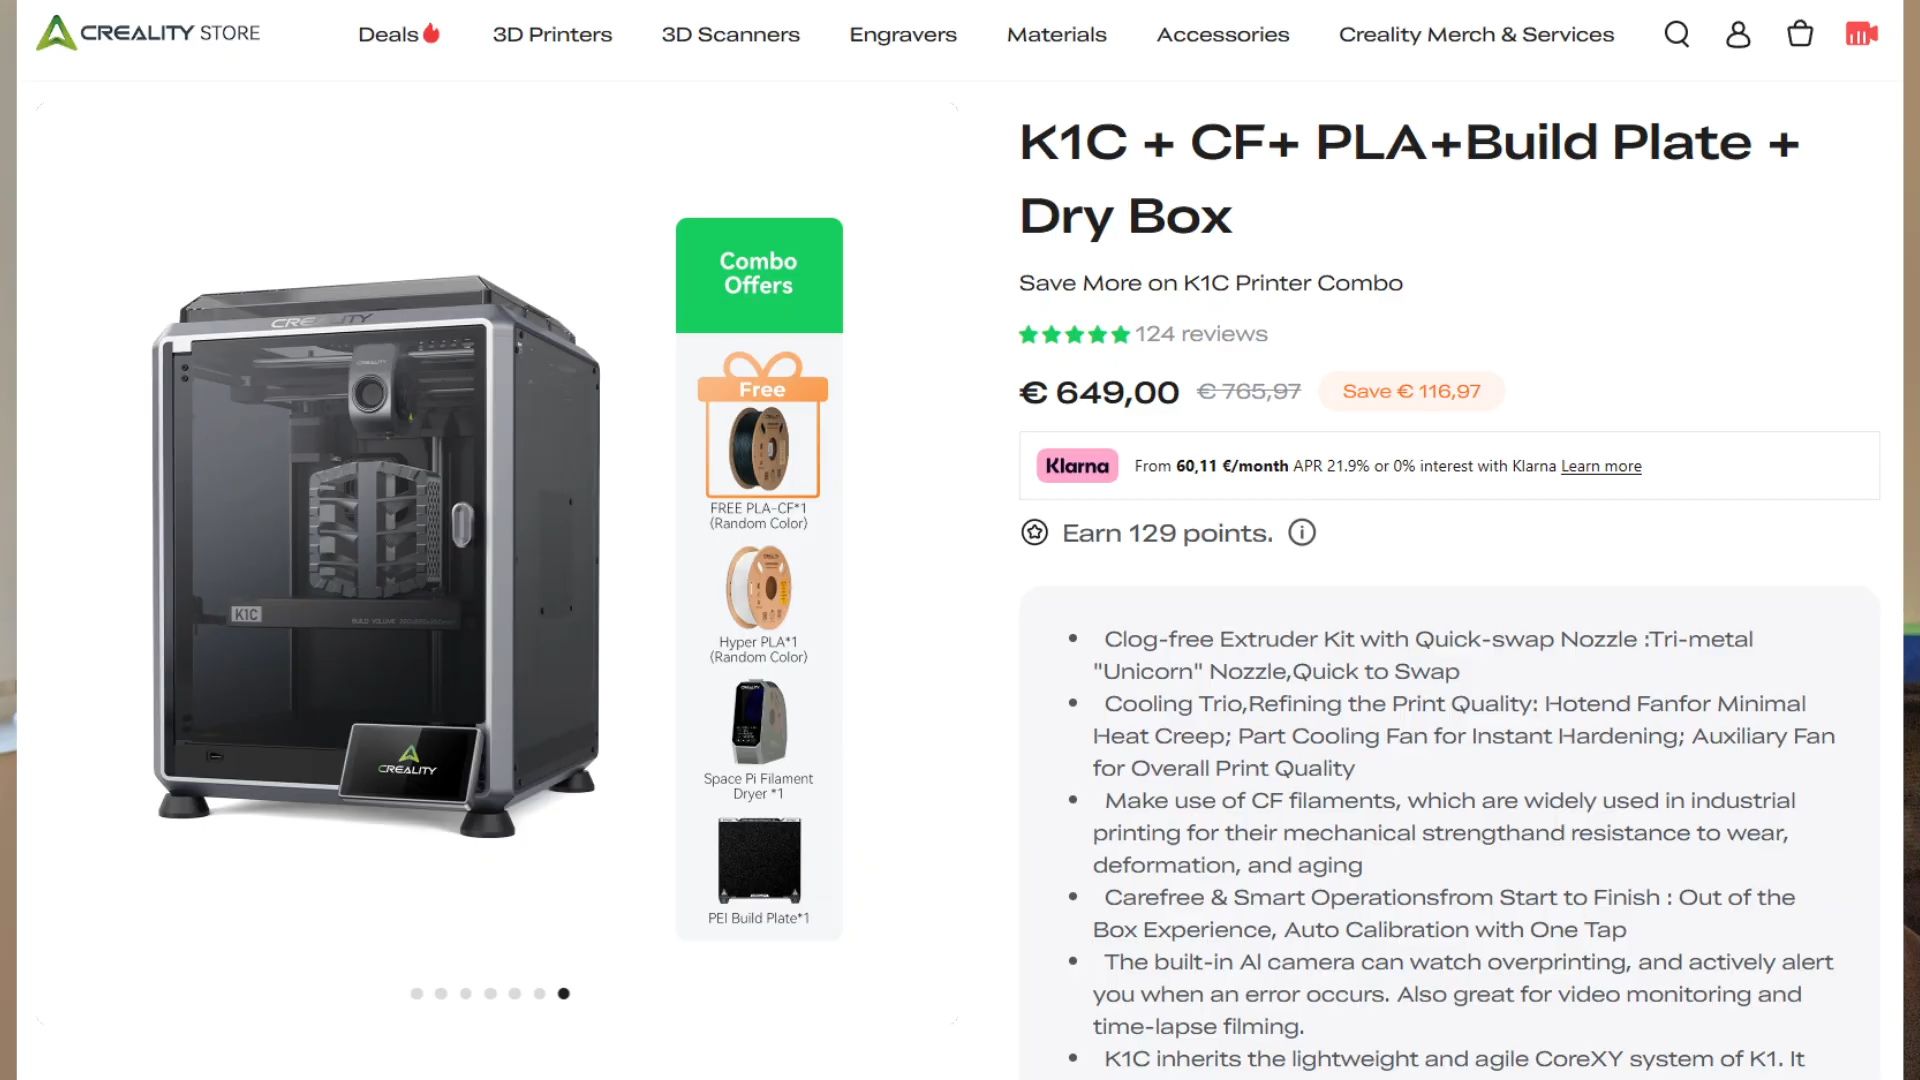 CREALITY STORE
Deals
3D Printers
3D Scanners
Engravers
Materials
Accessories
Creality Merch & Services
K1C + CF+ PLA+Build Plate +
Dry Box
Save More on K1C Printer Combo
124 reviews
€ 649,00 € 765,97 Save € 116,97
Klarna From 60,11 €/month APR 21.9% or 0% interest with Klarna Learn more
Earn 129 points.
Clog-free Extruder Kit with Quick-swap Nozzle :Tri-metal
"Unicorn" Nozzle,Quick to Swap
Cooling Trio,Refining the Print Quality: Hotend Fanfor Minimal
Heat Creep; Part Cooling Fan for Instant Hardening; Auxiliary Fan
for Overall Print Quality
Make use of CF filaments, which are widely used in industrial
printing for their mechanical strengthand resistance to wear,
deformation, and aging
Carefree & Smart Operationsfrom Start to Finish : Out of the
Box Experience, Auto Calibration with One Tap
The built-in AI camera can watch overprinting, and actively alert
you when an error occurs. Also great for video monitoring and
time-lapse filming.
K1C inherits the lightweight and agile CoreXY system of K1. It
Combo
Offers
Free
FREE PLA-CF*1
(Random Color)
Hyper PLA*1
(Random Color)
Space Pi Filament
Dryer *1
PEI Build Plate*1
CREALITY
K1C
BUILD VOLUME
CREALITY